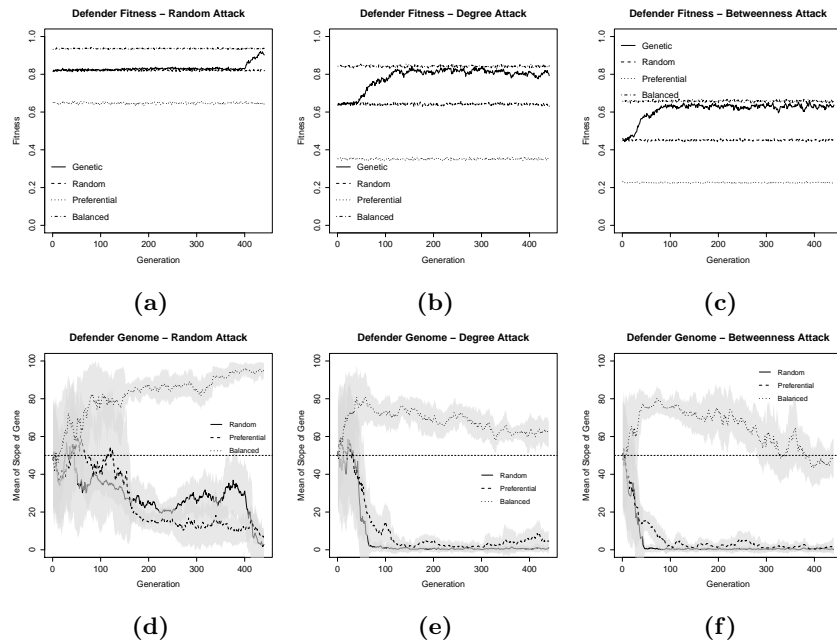 Defender Fitness – Random Attack
Fitness
0.0 0.2 0.4 0.6 0.8 1.0
Genetic
Random
Preferential
Balanced
0 100 200 300 400
Generation
(a)
Defender Fitness – Degree Attack
Fitness
0.0 0.2 0.4 0.6 0.8 1.0
Genetic
Random
Preferential
Balanced
0 100 200 300 400
Generation
(b)
Defender Fitness – Betweenness Attack
Fitness
0.0 0.2 0.4 0.6 0.8 1.0
Genetic
Random
Preferential
Balanced
0 100 200 300 400
Generation
(c)
Defender Genome – Random Attack
Mean of Slope of Gene
0 20 40 60 80 100
Random
Preferential
Balanced
0 100 200 300 400
Generation
(d)
Defender Genome – Degree Attack
Mean of Slope of Gene
0 20 40 60 80 100
Random
Preferential
Balanced
0 100 200 300 400
Generation
(e)
Defender Genome – Betweenness Attack
Mean of Slope of Gene
0 20 40 60 80 100
Random
Preferential
Balanced
0 100 200 300 400
Generation
(f)